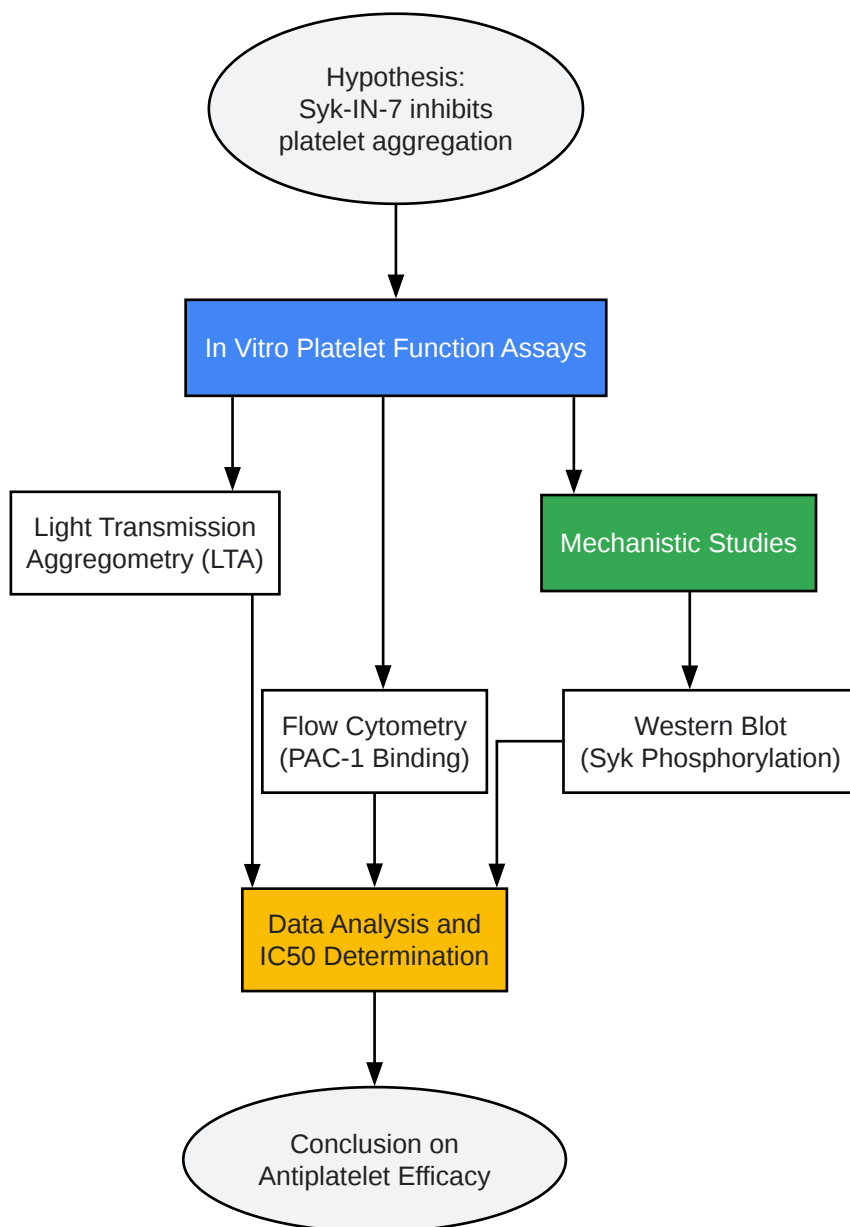 Hypothesis:
Syk-IN-7 inhibits
platelet aggregation
In Vitro Platelet Function Assays
Light Transmission
Aggregometry (LTA)
Mechanistic Studies
Flow Cytometry
(PAC-1 Binding)
Western Blot
(Syk Phosphorylation)
Data Analysis and
IC50 Determination
Conclusion on
Antiplatelet Efficacy